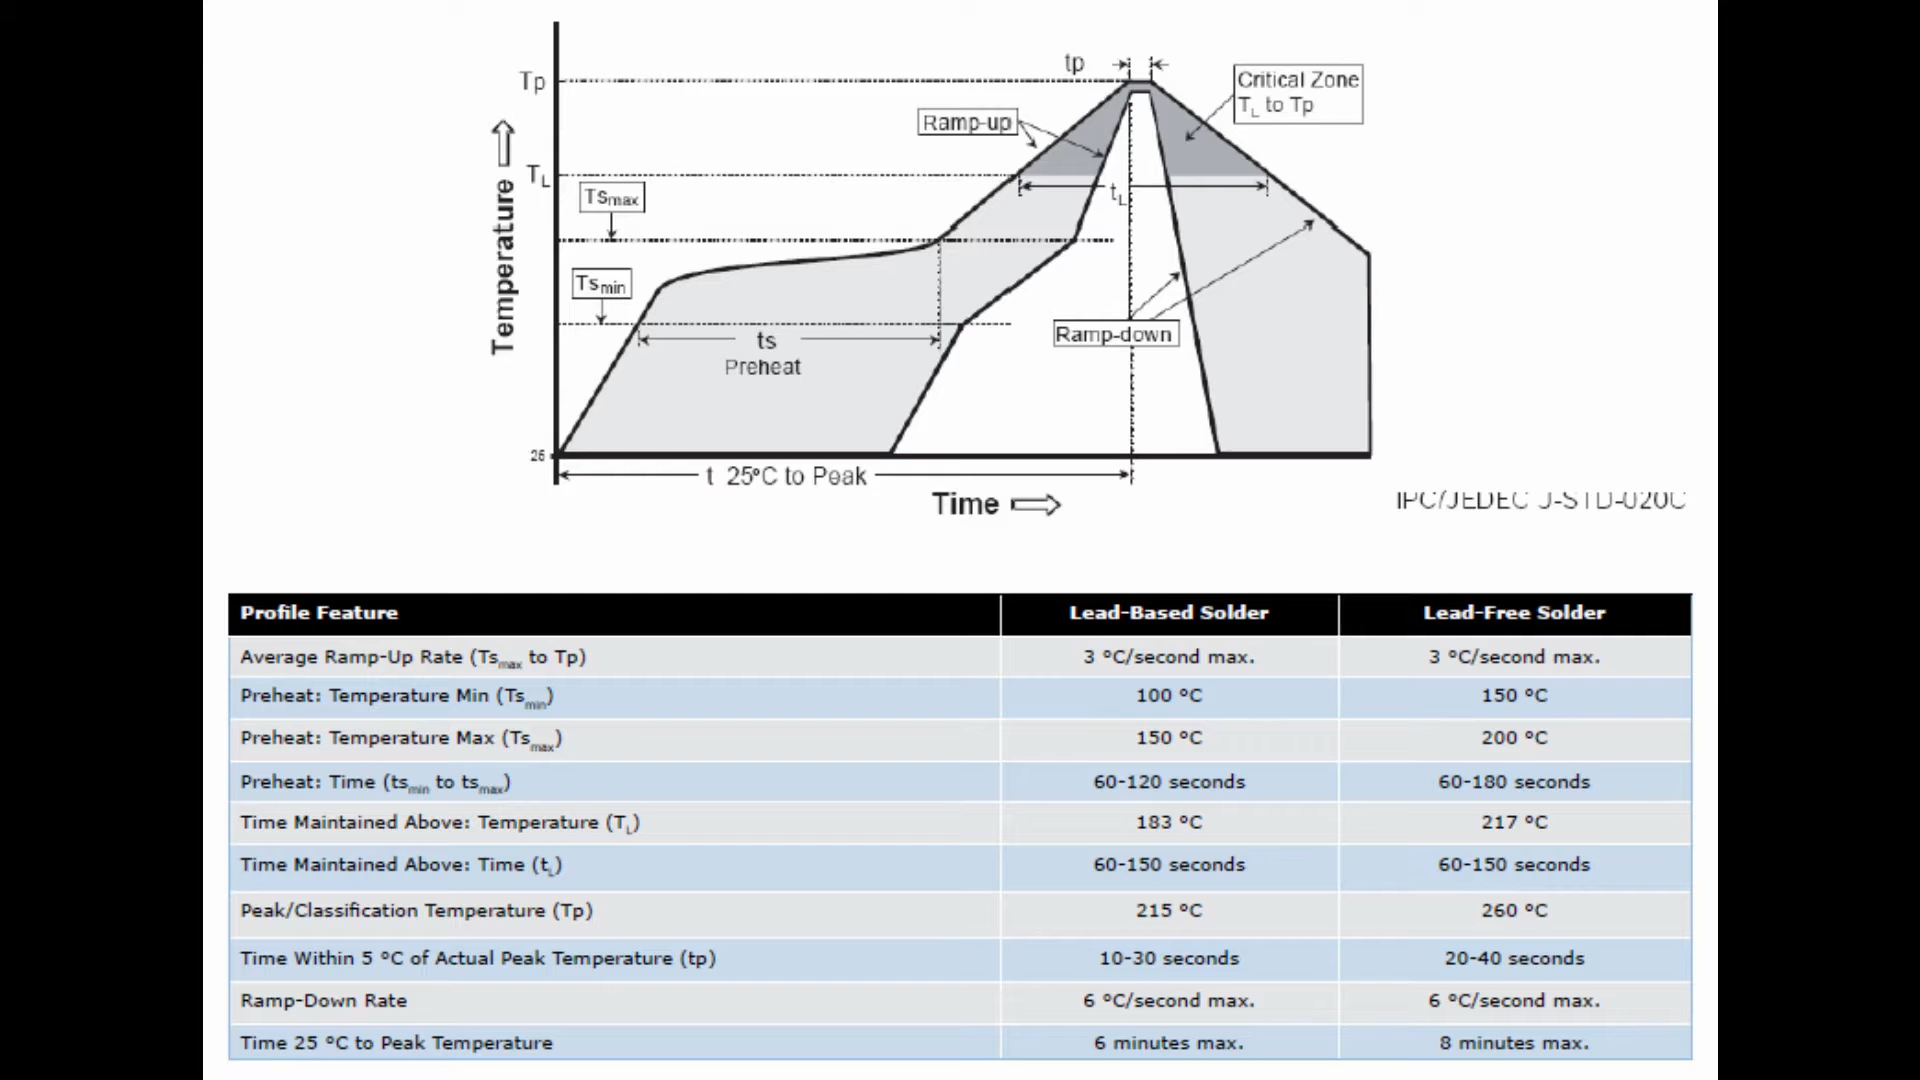 tp
Tp
Critical Zone
TL to Tp
Ramp-up
TL
Tsmax
tL
Tsmin
Temperature
ts
Preheat
Ramp-down
25
t 25°C to Peak
Time
IPC/JEDEC J-STD-020C
Profile Feature Lead-Based Solder Lead-Free Solder
Average Ramp-Up Rate (Tsmax to Tp) 3 °C/second max. 3 °C/second max.
Preheat: Temperature Min (Tsmin) 100 °C 150 °C
Preheat: Temperature Max (Tsmax) 150 °C 200 °C
Preheat: Time (tsmin to tsmax) 60-120 seconds 60-180 seconds
Time Maintained Above: Temperature (TL) 183 °C 217 °C
Time Maintained Above: Time (tL) 60-150 seconds 60-150 seconds
Peak/Classification Temperature (Tp) 215 °C 260 °C
Time Within 5 °C of Actual Peak Temperature (tp) 10-30 seconds 20-40 seconds
Ramp-Down Rate 6 °C/second max. 6 °C/second max.
Time 25 °C to Peak Temperature 6 minutes max. 8 minutes max.